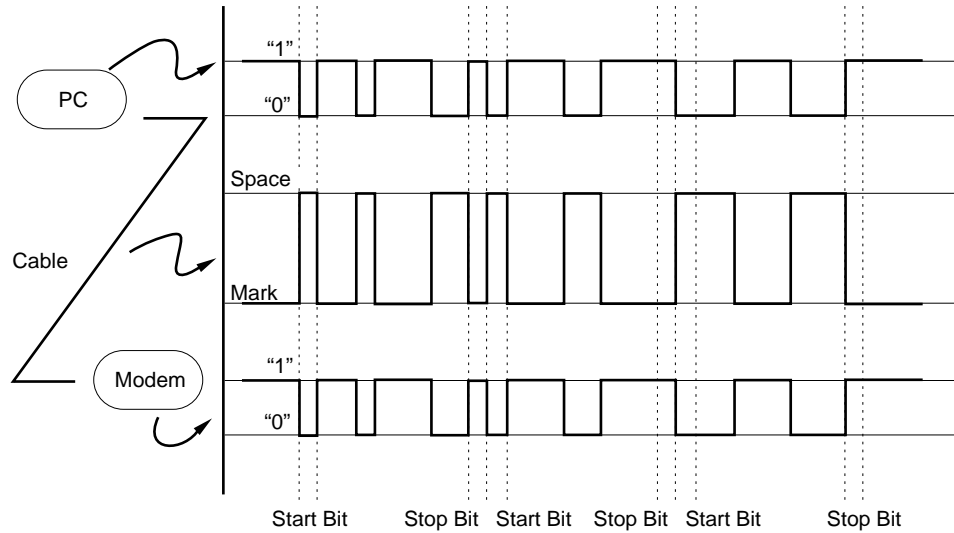 “1”
PC
“0”
Space
Cable
Mark
“1”
Modem
“0”
Start Bit Stop Bit Start Bit Stop Bit Start Bit Stop Bit